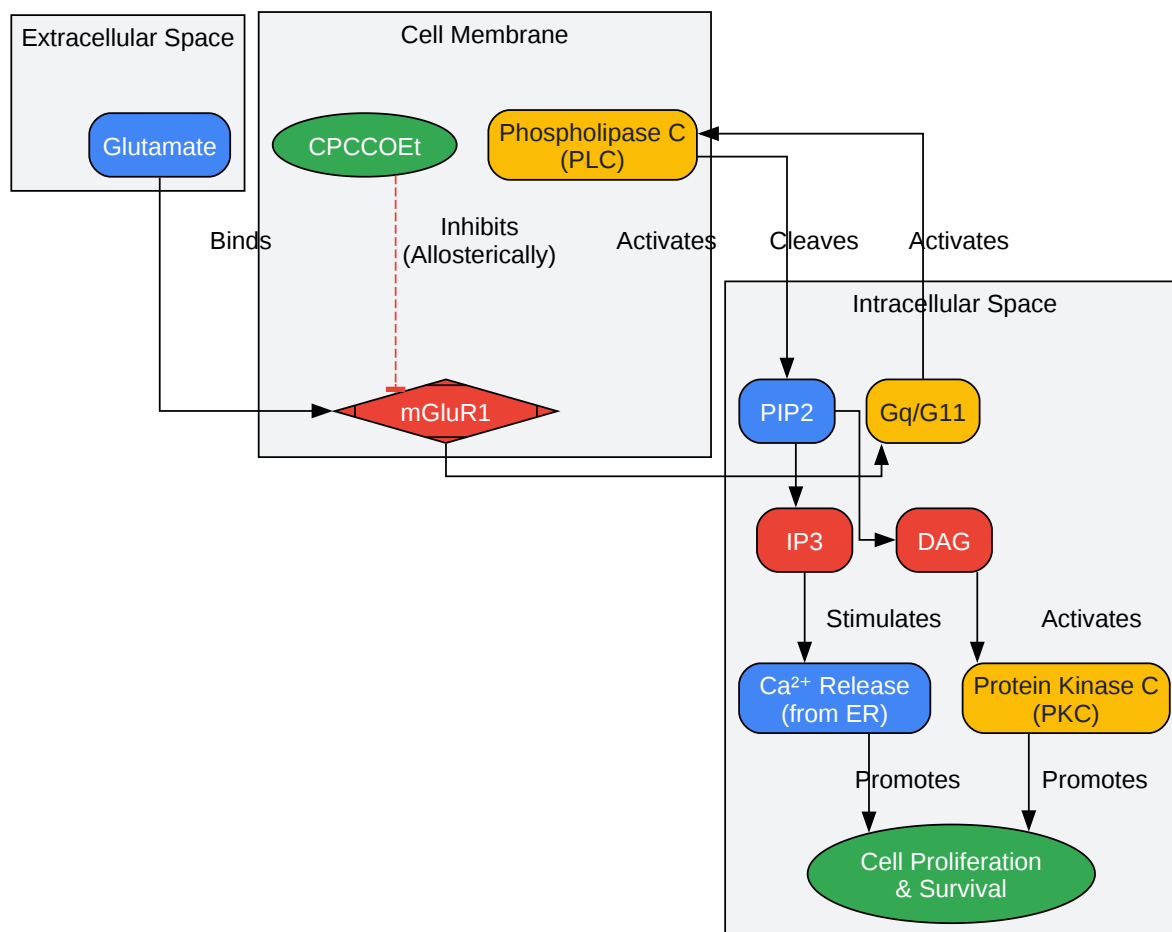 Extracellular Space
Cell Membrane
Glutamate
CPCCOEt
Phospholipase C
(PLC)
Binds
Inhibits
(Allosterically)
Activates
Cleaves
Activates
Intracellular Space
mGluR1
PIP2
Gq/G11
IP3
DAG
Stimulates
Activates
Ca²⁺ Release
(from ER)
Protein Kinase C
(PKC)
Promotes
Promotes
Cell Proliferation
& Survival